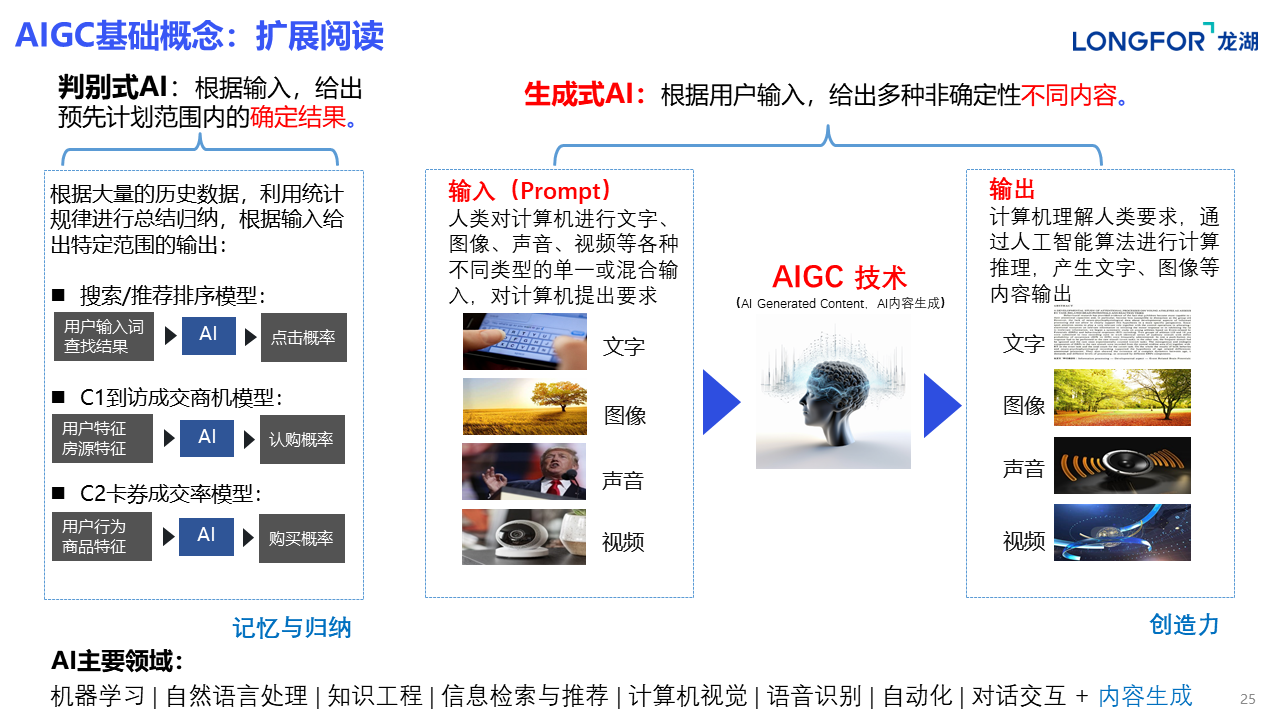 AIGC基础概念：扩展阅读
LONGFOR 龙湖
判别式AI：根据输入，给出
预先计划范围内的确定结果。
根据大量的历史数据，利用统计
规律进行总结归纳，根据输入给
出特定范围的输出：
■ 搜索/推荐排序模型：
用户输入词
查找结果
AI
点击概率
■ C1到访成交商机模型：
用户特征
房源特征
AI
认购概率
■ C2卡券成交率模型：
用户行为
商品特征
AI
购买概率
记忆与归纳
生成式AI：根据用户输入，给出多种非确定性不同内容。
输入（Prompt）
人类对计算机进行文字、
图像、声音、视频等各种
不同类型的单一或混合输
入，对计算机提出要求
文字
图像
声音
视频
AIGC 技术
（AI Generated Content，AI内容生成）
输出
计算机理解人类要求，通
过人工智能算法进行计算
推理，产生文字、图像等
内容输出
文字
图像
声音
视频
创造力
AI主要领域：
机器学习 | 自然语言处理 | 知识工程 | 信息检索与推荐 | 计算机视觉 | 语音识别 | 自动化 | 对话交互 + 内容生成
25